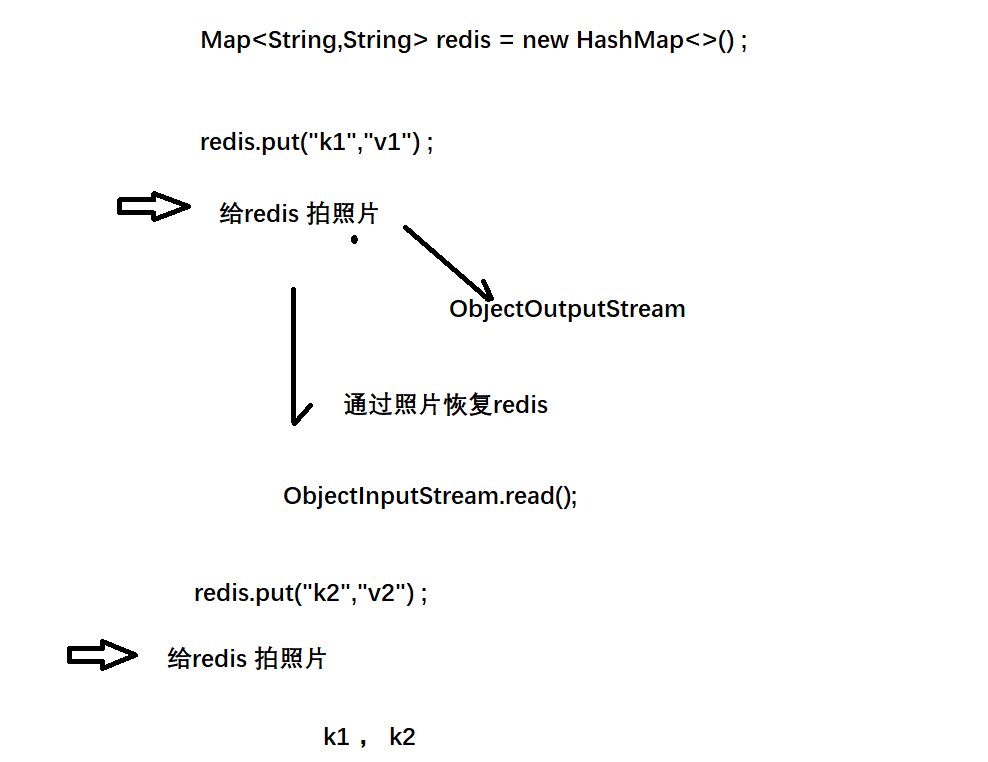 Map<String,String> redis = new HashMap<>() ;
redis.put("k1","v1") ;
给redis 拍照片
ObjectOutputStream
通过照片恢复redis
ObjectInputStream.read();
redis.put("k2","v2") ;
给redis 拍照片
k1 ， k2